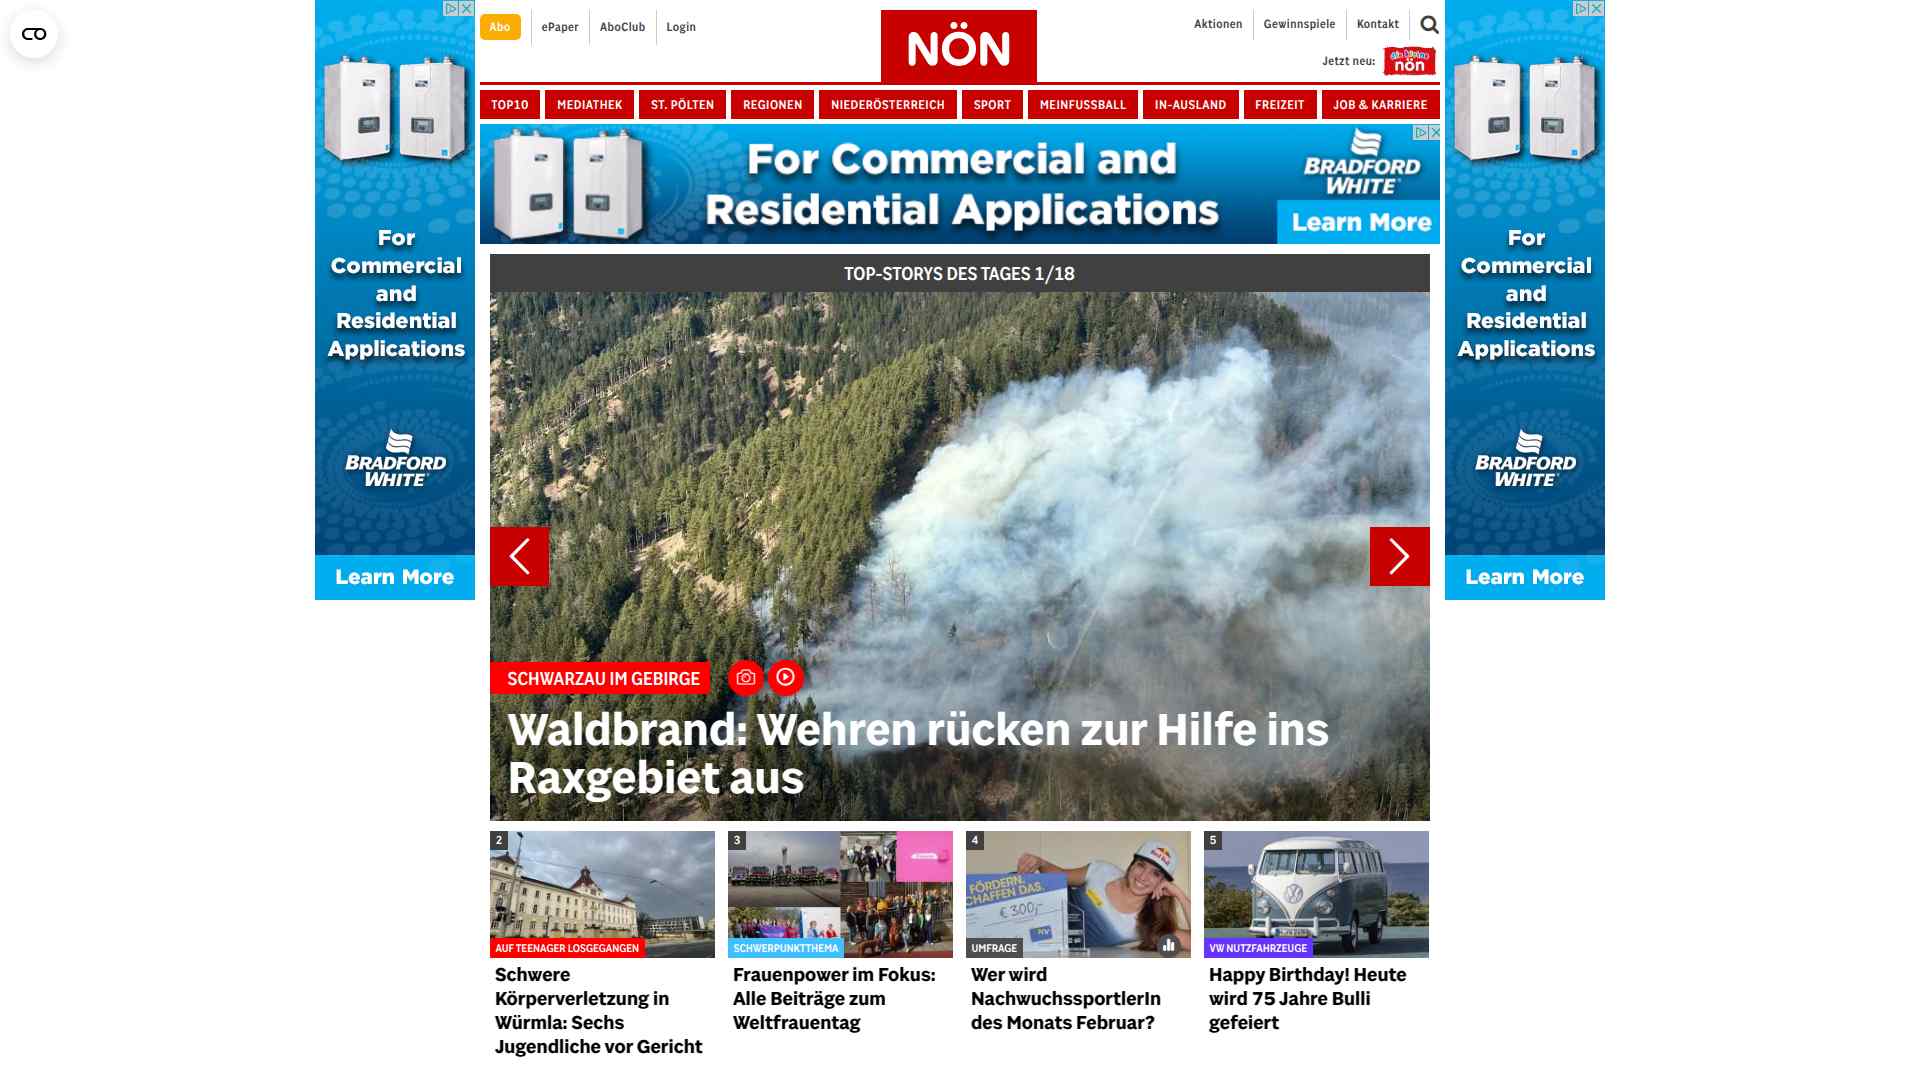 Abo
ePaper
AboClub
Login
NÖN
Aktionen
Gewinnspiele
Kontakt
Jetzt neu:
die kleine
nön
TOP10
MEDIATHEK
ST. PÖLTEN
REGIONEN
NIEDERÖSTERREICH
SPORT
MEINFUSSBALL
IN-AUSLAND
FREIZEIT
JOB & KARRIERE
For Commercial and
Residential Applications
BRADFORD
WHITE
Learn More
For
Commercial
and
Residential
Applications
BRADFORD
WHITE
Learn More
For
Commercial
and
Residential
Applications
BRADFORD
WHITE
Learn More
TOP-STORYS DES TAGES 1/18
SCHWARZAU IM GEBIRGE
Waldbrand: Wehren rücken zur Hilfe ins
Raxgebiet aus
2
AUF TEENAGER LOSGEGANGEN
Schwere
Körperverletzung in
Würmla: Sechs
Jugendliche vor Gericht
3
SCHWERPUNKTTHEMA
Frauenpower im Fokus:
Alle Beiträge zum
Weltfrauentag
4
Red Bull
FÖRDERN.
SCHAFFEN DAS.
€ 300,-
NV
UMFRAGE
Wer wird
NachwuchssportlerIn
des Monats Februar?
5
VW NUTZFAHRZEUGE
Happy Birthday! Heute
wird 75 Jahre Bulli
gefeiert